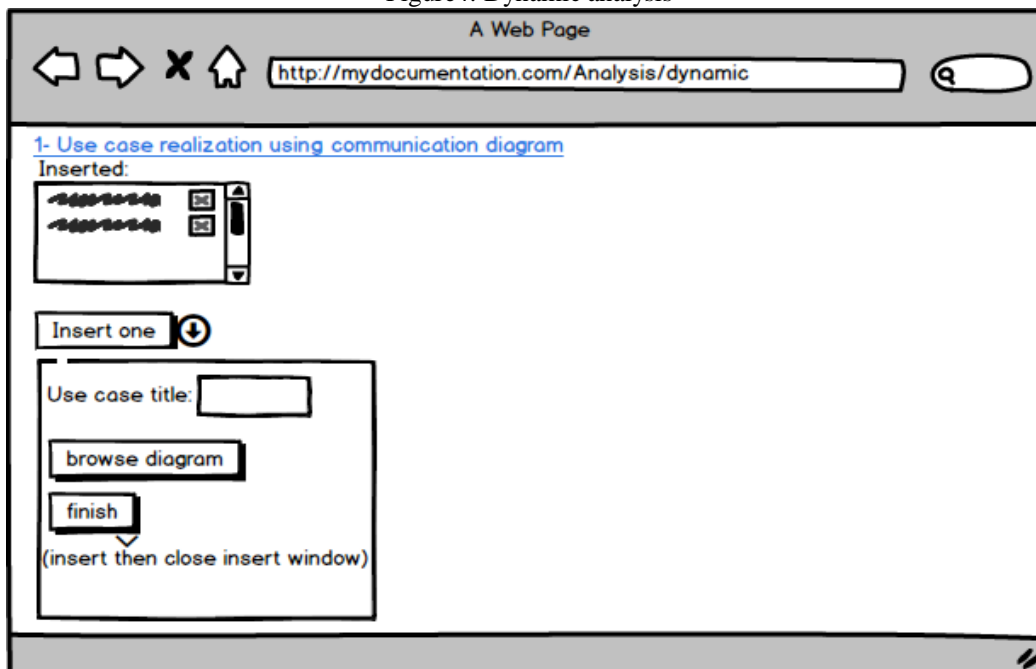 A Web Page
http://mydocumentation.com/Analysis/dynamic
1- Use case realization using communication diagram
Inserted:
Insert one
Use case title:
browse diagram
finish
(insert then close insert window)